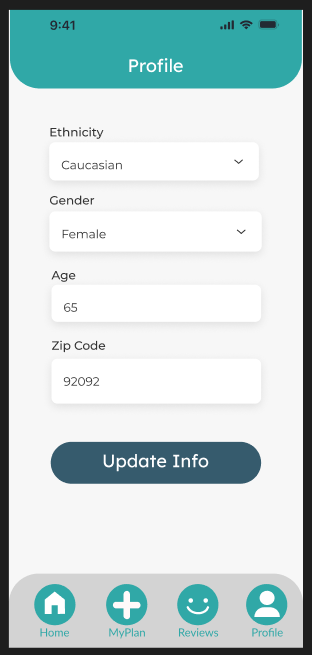 9:41
Profile
Ethnicity
Caucasian
Gender
Female
Age
65
Zip Code
92092
Update Info
Home MyPlan Reviews Profile